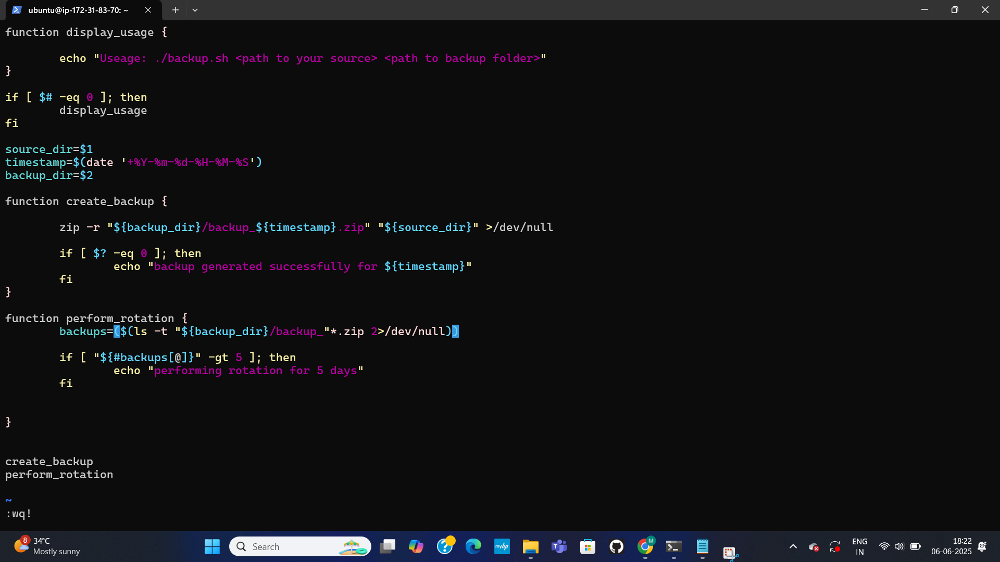 ubuntu@ip-172-31-83-70: ~
function display_usage {
echo "Useage: ./backup.sh <path to your source> <path to backup folder>"
}
if [ $# -eq 0 ]; then
display_usage
fi
source_dir=$1
timestamp=$(date '+%Y-%m-%d-%H-%M-%S')
backup_dir=$2
function create_backup {
zip -r "${backup_dir}/backup_${timestamp}.zip" "${source_dir}" >/dev/null
if [ $? -eq 0 ]; then
echo "backup generated successfully for ${timestamp}"
fi
}
function perform_rotation {
backups=($(ls -t "${backup_dir}/backup_"*.zip 2>/dev/null))
if [ "${#backups[@]}" -gt 5 ]; then
echo "performing rotation for 5 days"
fi
}
create_backup
perform_rotation
~
:wq!
8
34°C
Mostly sunny
Search
myhp
T
M
ENG
IN
18:22
06-06-2025